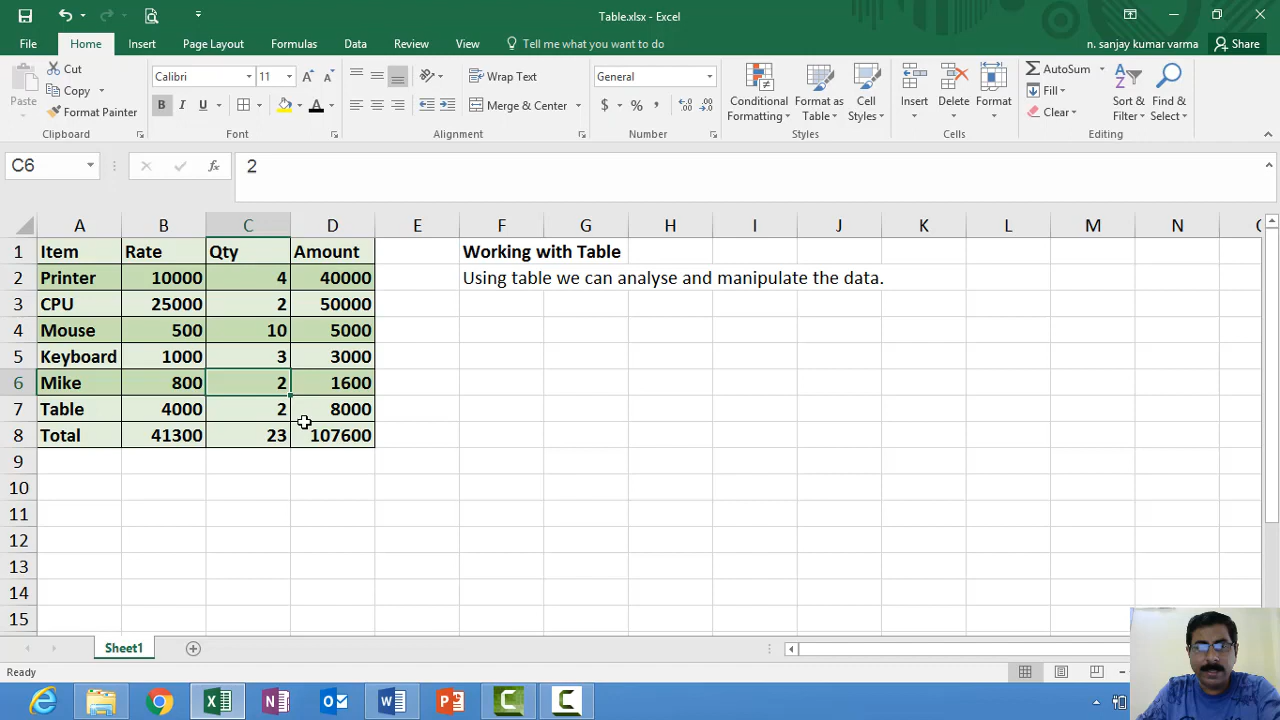 Table.xlsx - Excel
File Home Insert Page Layout Formulas Data Review View Tell me what you want to do n. sanjay kumar varma Share
Paste
Cut
Copy
Format Painter
Clipboard
Calibri 11 A A
B I U A
Font
Wrap Text
Merge & Center
Alignment
General
$ % ,
Number
Conditional Formatting
Format as Table
Cell Styles
Styles
Insert
Delete
Format
Cells
AutoSum
Fill
Clear
Sort & Filter
Find & Select
Editing
C6 fx 2
A B C D E F G H I J K L M N
1 Item Rate Qty Amount Working with Table
2 Printer 10000 4 40000 Using table we can analyse and manipulate the data.
3 CPU 25000 2 50000
4 Mouse 500 10 5000
5 Keyboard 1000 3 3000
6 Mike 800 2 1600
7 Table 4000 2 8000
8 Total 41300 23 107600
9
10
11
12
13
14
15
Sheet1
Ready